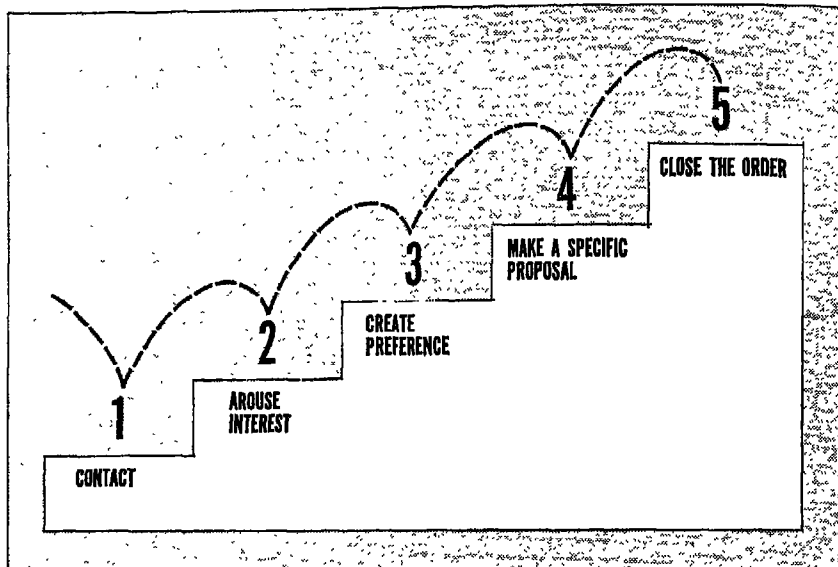 1
CONTACT
2
AROUSE
INTEREST
3
CREATE
PREFERENCE
4
MAKE A SPECIFIC
PROPOSAL
5
CLOSE THE ORDER